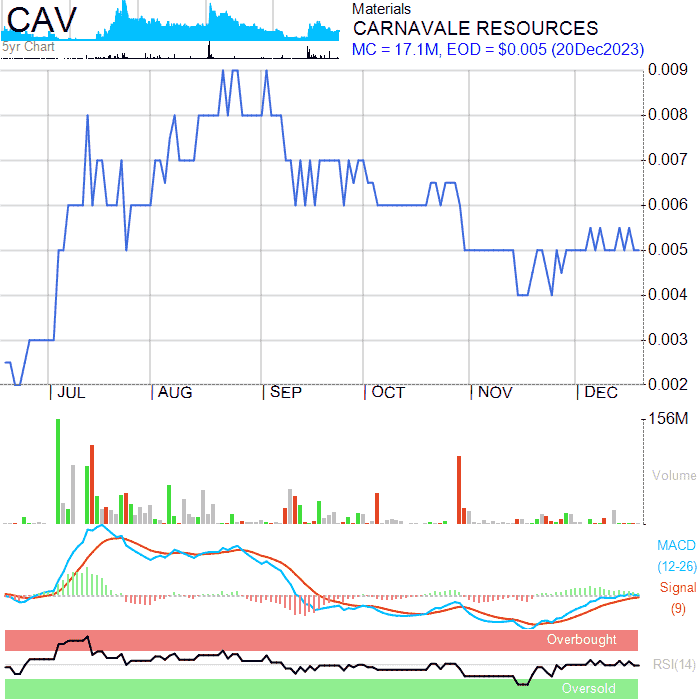 CAV
5yr Chart
Materials
CARNAVALE RESOURCES
MC = 17.1M, EOD = $0.005 (20Dec2023)
0.009
0.008
0.007
0.006
0.005
0.004
0.003
0.002
JUL AUG SEP OCT NOV DEC
156M
Volume
MACD
(12-26)
Signal
(9)
Overbought
RSI(14)
Oversold